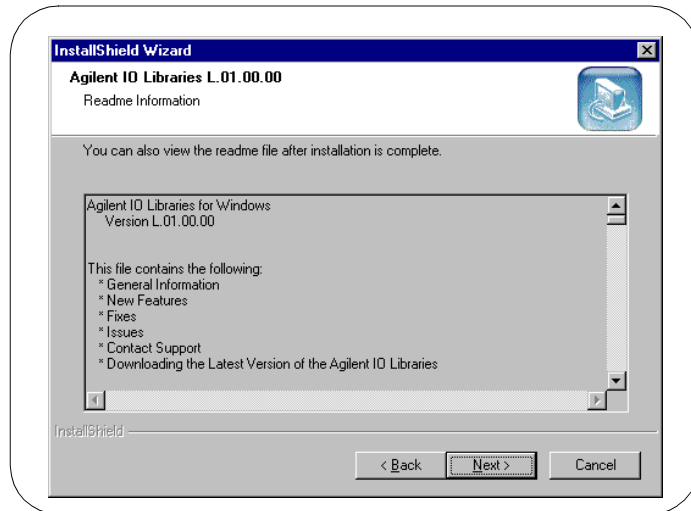 InstallShield Wizard
Agilent IO Libraries L.01.00.00
Readme Information
You can also view the readme file after installation is complete.
Agilent IO Libraries for Windows
Version L.01.00.00
This file contains the following:
* General Information
* New Features
* Fixes
* Issues
* Contact Support
* Downloading the Latest Version of the Agilent IO Libraries
InstallShield
< Back
Next >
Cancel